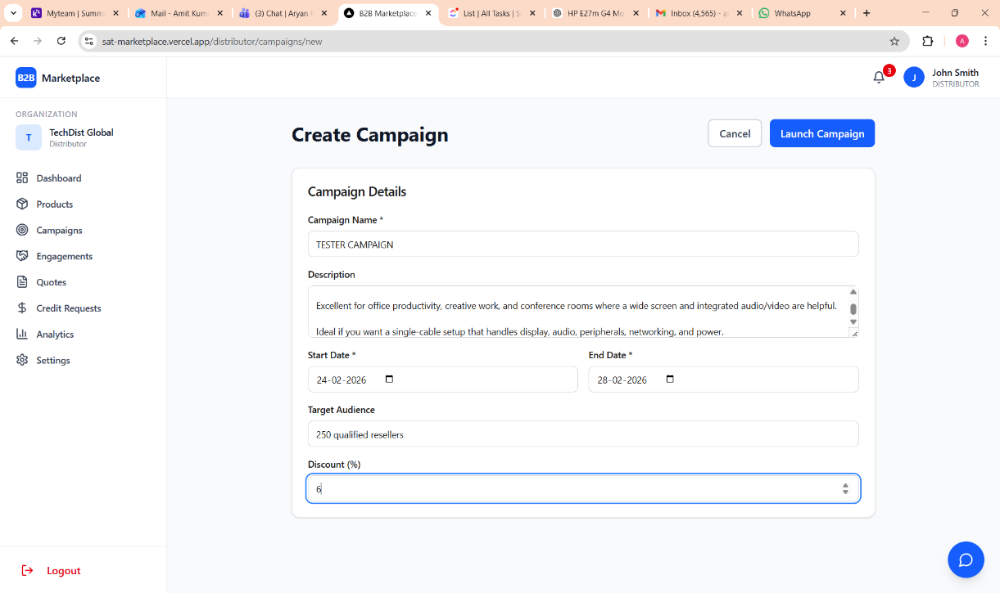 Myteam | Summa
Mail - Amit Kum
(3) Chat | Aryan
B2B Marketplace
List | All Tasks | S
HP E27m G4 Mo
Inbox (4,565) - a
WhatsApp
sat-marketplace.vercel.app/distributor/campaigns/new
A
B2B Marketplace
3
J
John Smith
DISTRIBUTOR
ORGANIZATION
T
TechDist Global
Distributor
Dashboard
Products
Campaigns
Engagements
Quotes
Credit Requests
Analytics
Settings
Logout
Create Campaign
Cancel
Launch Campaign
Campaign Details
Campaign Name *
TESTER CAMPAIGN
Description
Excellent for office productivity, creative work, and conference rooms where a wide screen and integrated audio/video are helpful.
Ideal if you want a single-cable setup that handles display, audio, peripherals, networking, and power.
Start Date *
End Date *
24-02-2026
28-02-2026
Target Audience
250 qualified resellers
Discount (%)
6